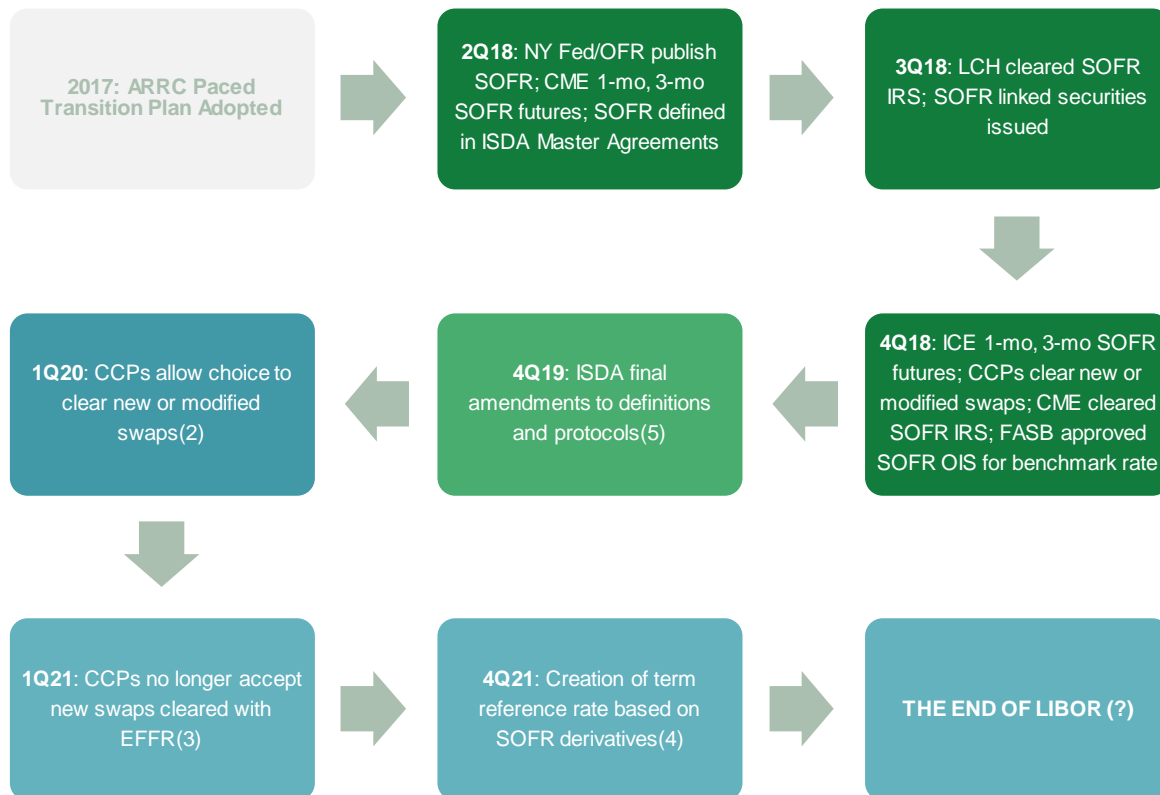 2017: ARRC Paced
Transition Plan Adopted
2Q18: NY Fed/OFR publish
SOFR; CME 1-mo, 3-mo
SOFR futures; SOFR defined
in ISDA Master Agreements
3Q18: LCH cleared SOFR
IRS; SOFR linked securities
issued
4Q18: ICE 1-mo, 3-mo SOFR
futures; CCPs clear new or
modified swaps; CME cleared
SOFR IRS; FASB approved
SOFR OIS for benchmark rate
4Q19: ISDA final
amendments to definitions
and protocols(5)
1Q20: CCPs allow choice to
clear new or modified
swaps(2)
1Q21: CCPs no longer accept
new swaps cleared with
EFFR(3)
4Q21: Creation of term
reference rate based on
SOFR derivatives(4)
THE END OF LIBOR (?)